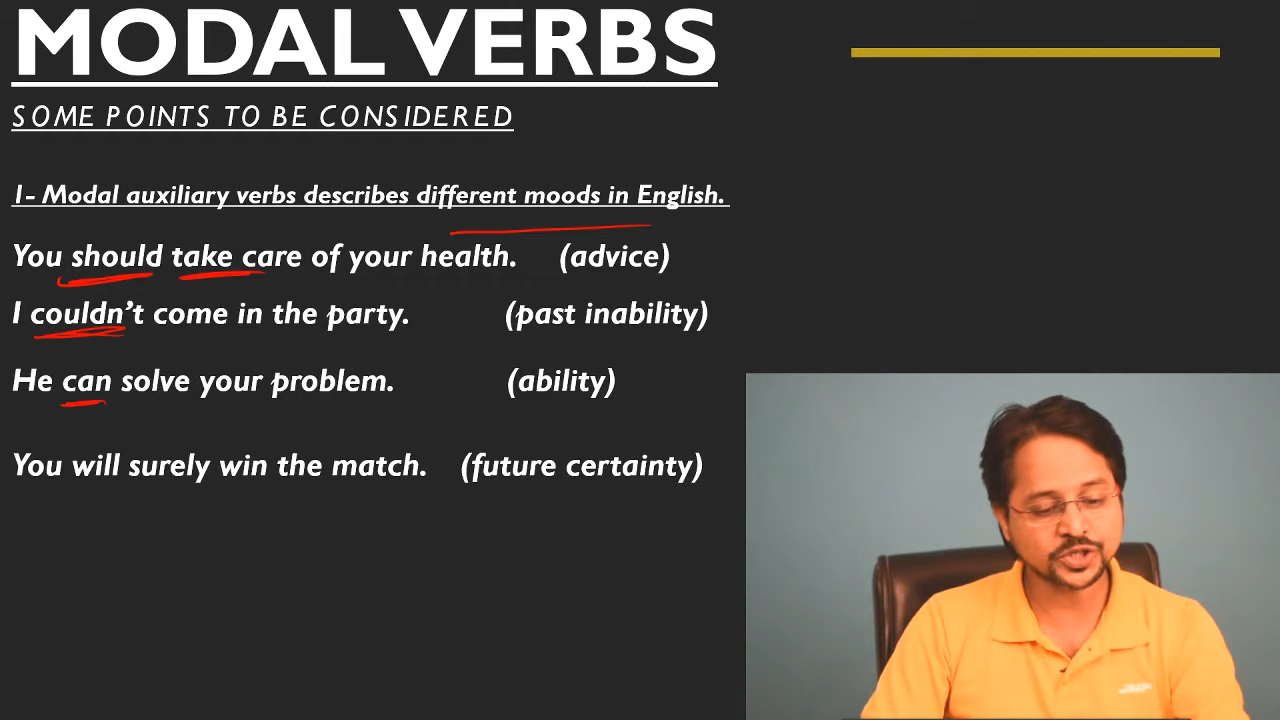 MODAL VERBS
SOME POINTS TO BE CONSIDERED
1- Modal auxiliary verbs describes different moods in English.
You should take care of your health. (advice)
I couldn't come in the party. (past inability)
He can solve your problem. (ability)
You will surely win the match. (future certainty)